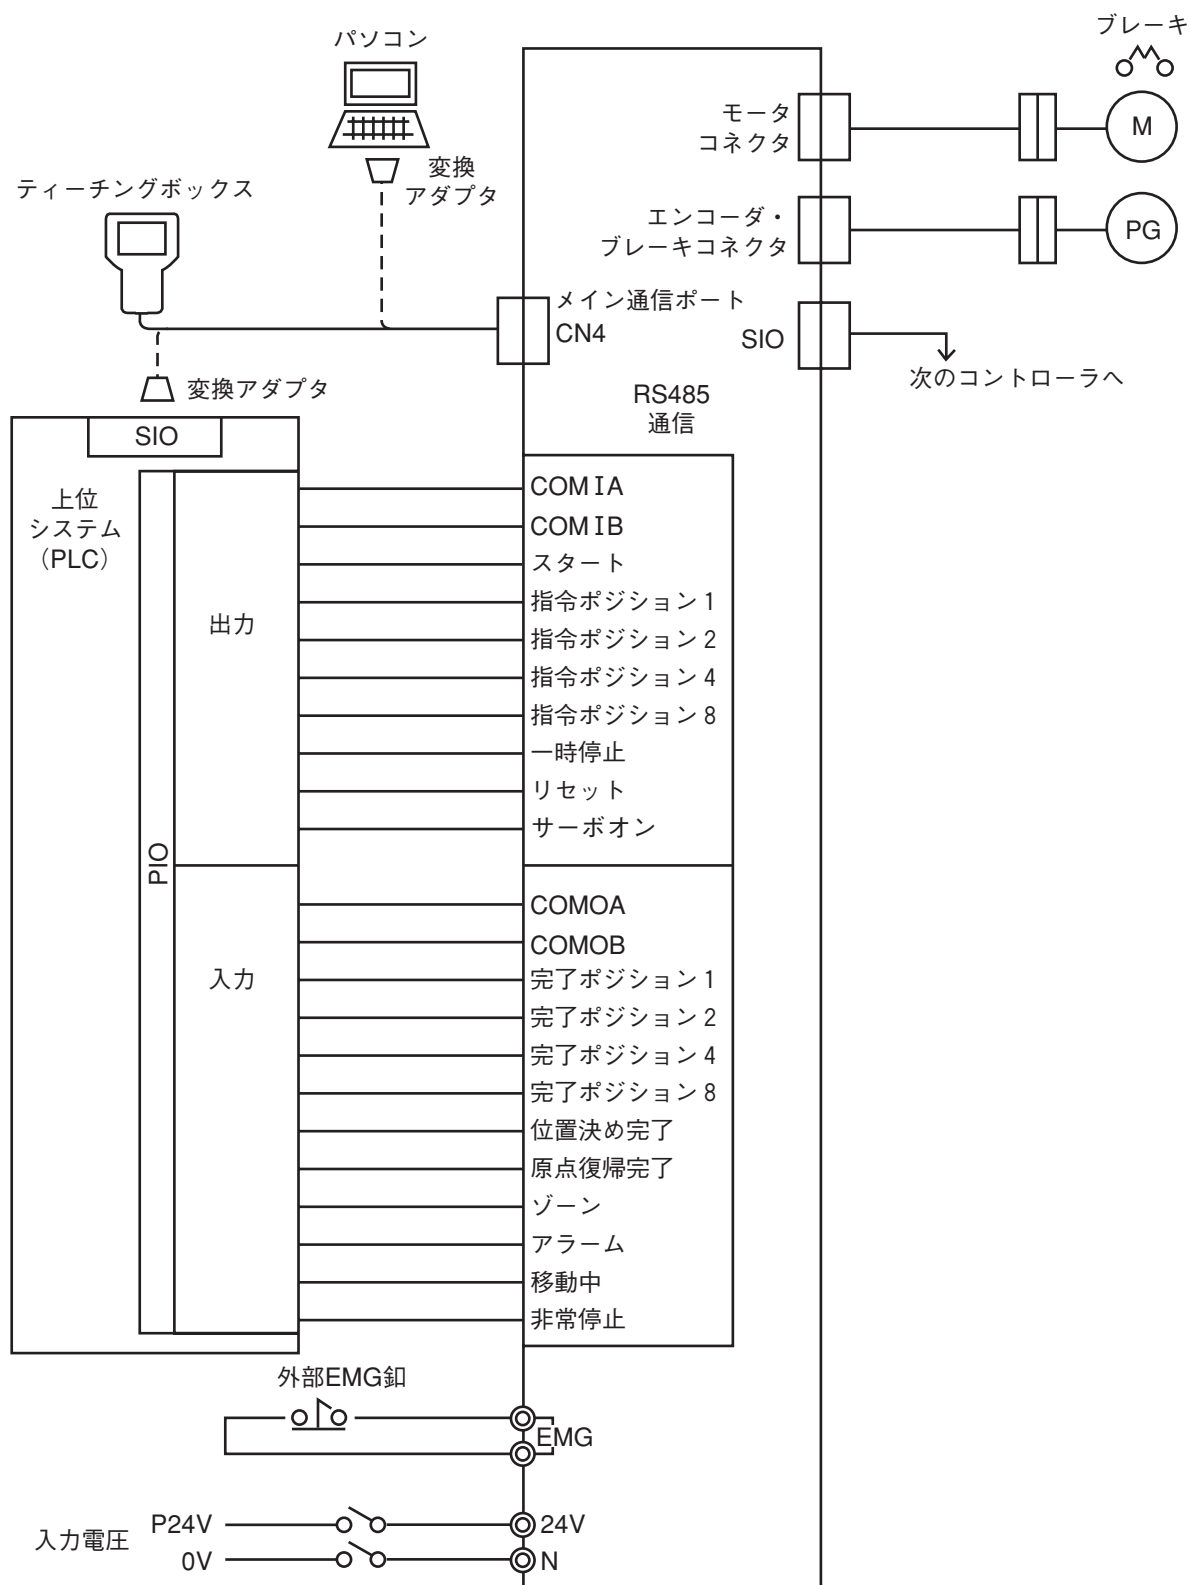 ブレーキ
パソコン
モータ
コネクタ
M
変換
アダプタ
ティーチングボックス
エンコーダ・
ブレーキコネクタ
PG
メイン通信ポート
CN4
SIO
次のコントローラへ
変換アダプタ
RS485
通信
SIO
上位
システム
（PLC）
PIO
出力
COMIA
COMIB
スタート
指令ポジション1
指令ポジション2
指令ポジション4
指令ポジション8
一時停止
リセット
サーボオン
入力
COMOA
COMOB
完了ポジション1
完了ポジション2
完了ポジション4
完了ポジション8
位置決め完了
原点復帰完了
ゾーン
アラーム
移動中
非常停止
外部EMG釦
EMG
入力電圧
P24V
24V
0V
N